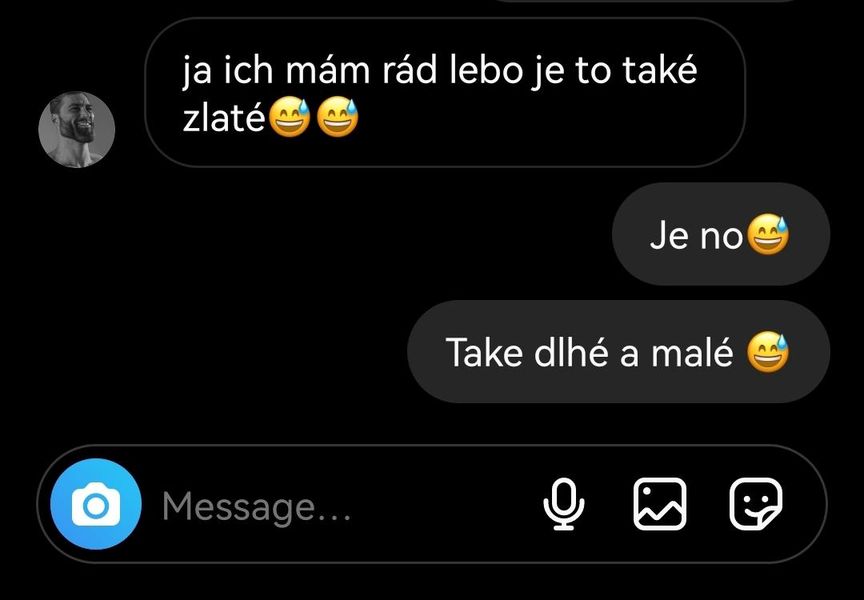 ja ich mám rád lebo je to také
zlaté😅😅
Je no😅
Take dlhé a malé 😅
Message...